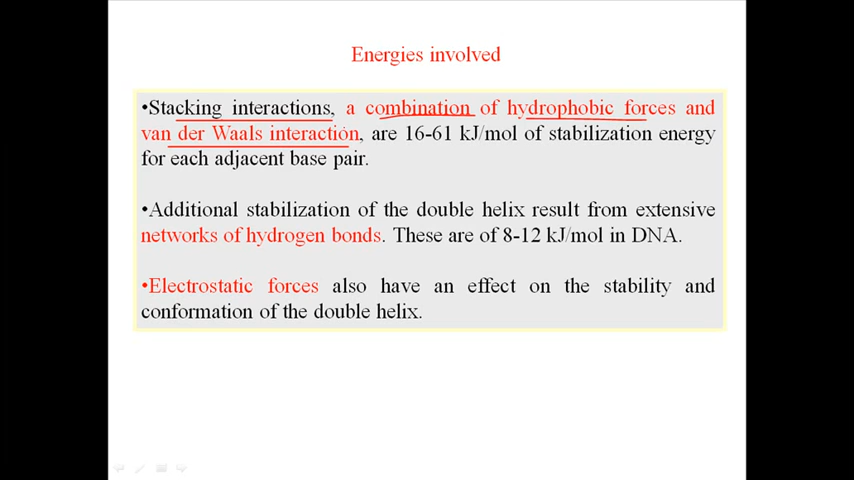 Energies involved
•Stacking interactions, a combination of hydrophobic forces and
van der Waals interaction, are 16-61 kJ/mol of stabilization energy
for each adjacent base pair.
•Additional stabilization of the double helix result from extensive
networks of hydrogen bonds. These are of 8-12 kJ/mol in DNA.
•Electrostatic forces also have an effect on the stability and
conformation of the double helix.